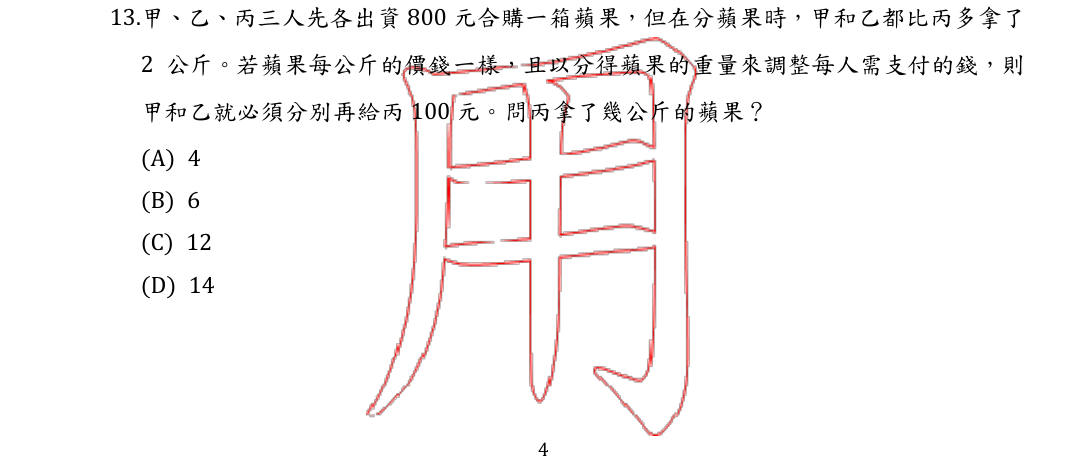 13.甲、乙、丙三人先各出資 800 元合購一箱蘋果，但在分蘋果時，甲和乙都比丙多拿了
2 公斤。若蘋果每公斤的價錢一樣，且以分得蘋果的重量來調整每人需支付的錢，則
甲和乙就必須分別再給丙 100 元。問丙拿了幾公斤的蘋果？
(A) 4
(B) 6
(C) 12
(D) 14
用
4